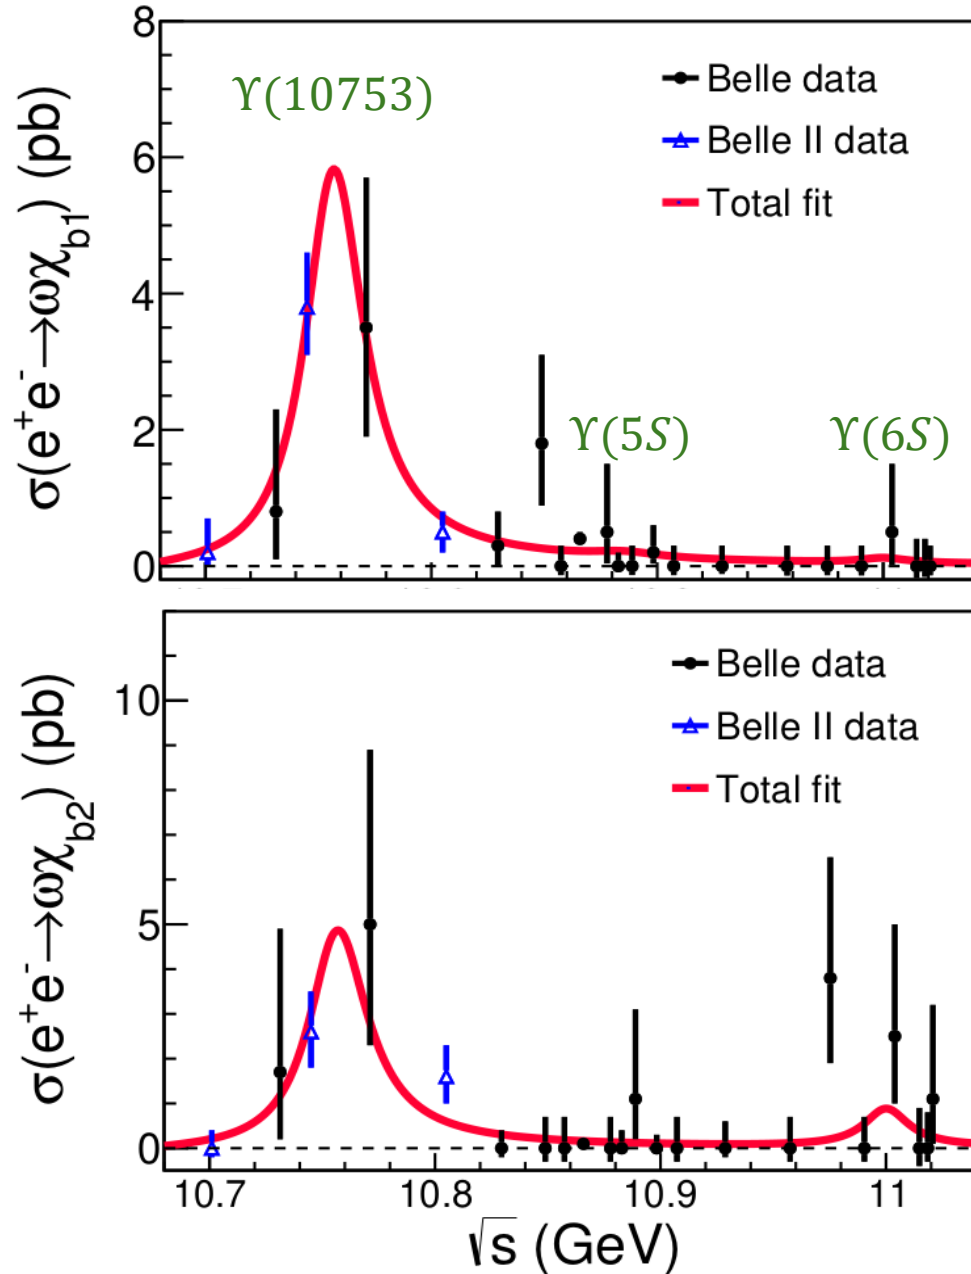 8
6
4
2
0
σ(e⁺e⁻→ωχb1) (pb)
ϒ(10753)
ϒ(5S)
ϒ(6S)
Belle data
Belle II data
Total fit
10
5
0
σ(e⁺e⁻→ωχb2) (pb)
Belle data
Belle II data
Total fit
10.7 10.8 10.9 11
√s (GeV)